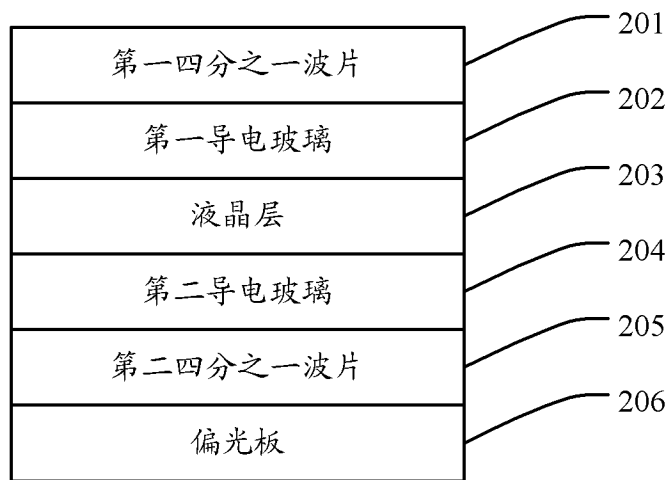 第一四分之一波片 201
第一导电玻璃 202
液晶层 203
第二导电玻璃 204
第二四分之一波片 205
偏光板 206